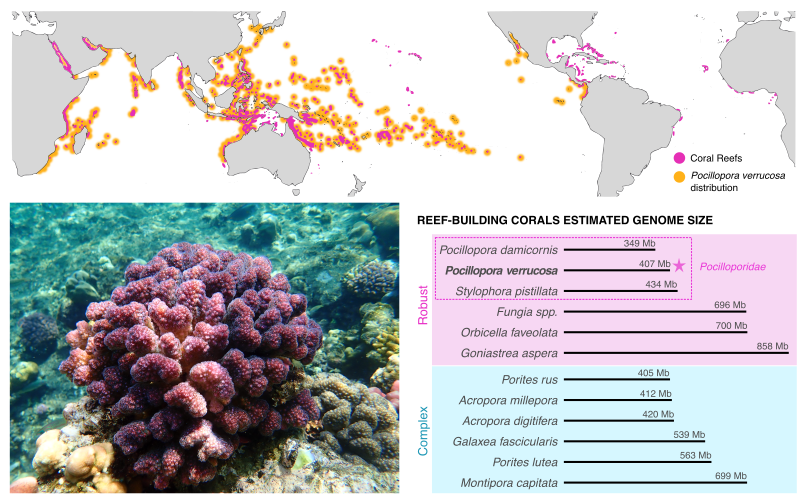 Coral Reefs
Pocillopora verrucosa
distribution
REEF-BUILDING CORALS ESTIMATED GENOME SIZE
Robust
Pocillopora damicornis 349 Mb
Pocillopora verrucosa 407 Mb Pocilloporidae
Stylophora pistillata 434 Mb
Fungia spp. 696 Mb
Orbicella faveolata 700 Mb
Goniastrea aspera 858 Mb
Complex
Porites rus 405 Mb
Acropora millepora 412 Mb
Acropora digitifera 420 Mb
Galaxea fascicularis 539 Mb
Porites lutea 563 Mb
Montipora capitata 699 Mb